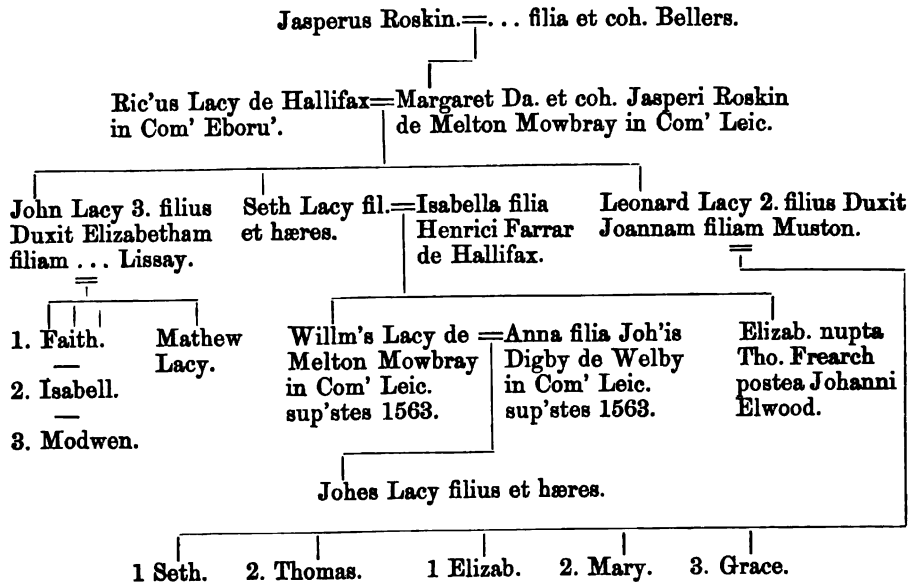 Jasperus Roskin.=. . . filia et coh. Bellers.
Ric'us Lacy de Hallifax=Margaret Da. et coh. Jasperi Roskin
in Com' Eboru'. de Melton Mowbray in Com' Leic.
John Lacy 3. filius
Duxit Elizabetham
filiam ... Lissay.
Seth Lacy fil.=Isabella filia
et hæres. Henrici Farrar
de Hallifax.
Leonard Lacy 2. filius Duxit
Joannam filiam Muston.
1. Faith.
2. Isabell.
3. Modwen.
Mathew
Lacy.
Willm's Lacy de
Melton Mowbray
in Com' Leic.
sup'stes 1563.
=Anna filia Joh'is
Digby de Welby
in Com' Leic.
sup'stes 1563.
Elizab. nupta
Tho. Frearch
postea Johanni
Elwood.
Johes Lacy filius et hæres.
1 Seth. 2. Thomas. 1 Elizab. 2. Mary. 3. Grace.